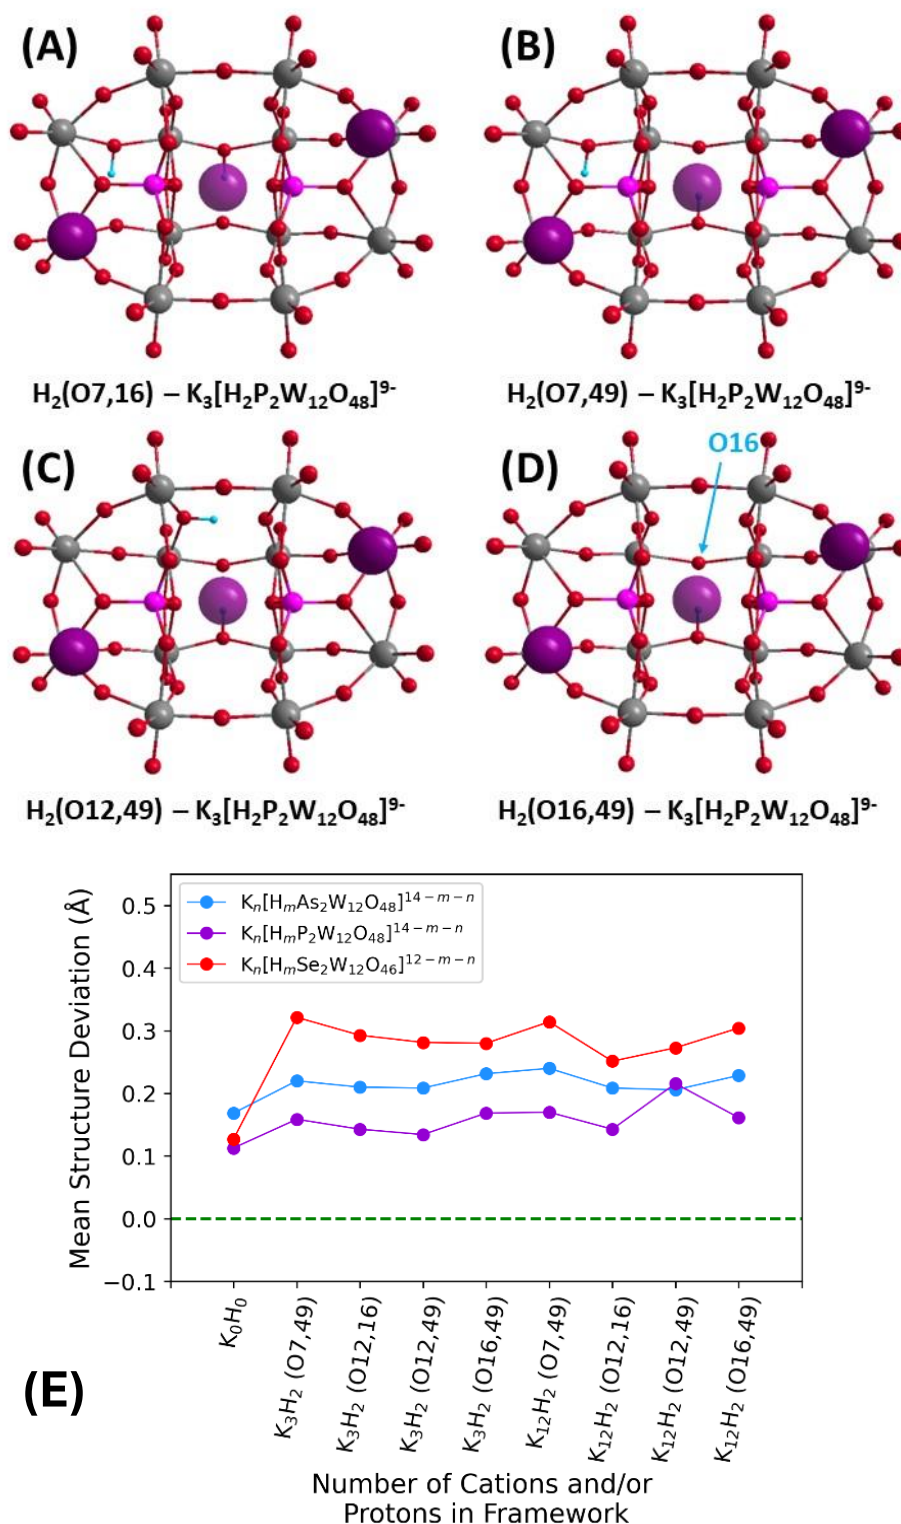 (A) (B)
H₂(O7,16) – K₃[H₂P₂W₁₂O₄₈]⁹⁻ H₂(O7,49) – K₃[H₂P₂W₁₂O₄₈]⁹⁻
(C) (D) O16
H₂(O12,49) – K₃[H₂P₂W₁₂O₄₈]⁹⁻ H₂(O16,49) – K₃[H₂P₂W₁₂O₄₈]⁹⁻
Kₙ[HₘAs₂W₁₂O₄₈]¹⁴⁻ᵐ⁻ⁿ
Kₙ[HₘP₂W₁₂O₄₈]¹⁴⁻ᵐ⁻ⁿ
Kₙ[HₘSe₂W₁₂O₄₆]¹²⁻ᵐ⁻ⁿ
Mean Structure Deviation (Å)
0.5
0.4
0.3
0.2
0.1
0.0
−0.1
K₀H₀
K₃H₂ (O7,49)
K₃H₂ (O12,16)
K₃H₂ (O12,49)
K₃H₂ (O16,49)
K₁₂H₂ (O7,49)
K₁₂H₂ (O12,16)
K₁₂H₂ (O12,49)
K₁₂H₂ (O16,49)
(E)
Number of Cations and/or
Protons in Framework